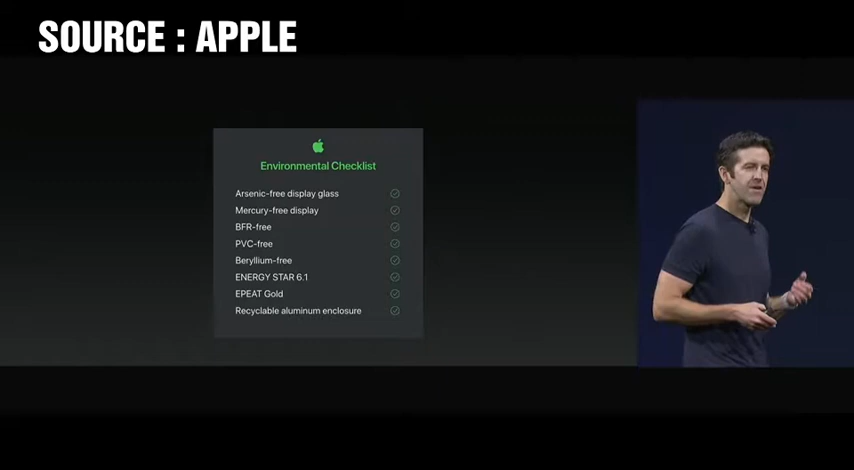 SOURCE : APPLE
Environmental Checklist
Arsenic-free display glass
Mercury-free display
BFR-free
PVC-free
Beryllium-free
ENERGY STAR 6.1
EPEAT Gold
Recyclable aluminum enclosure